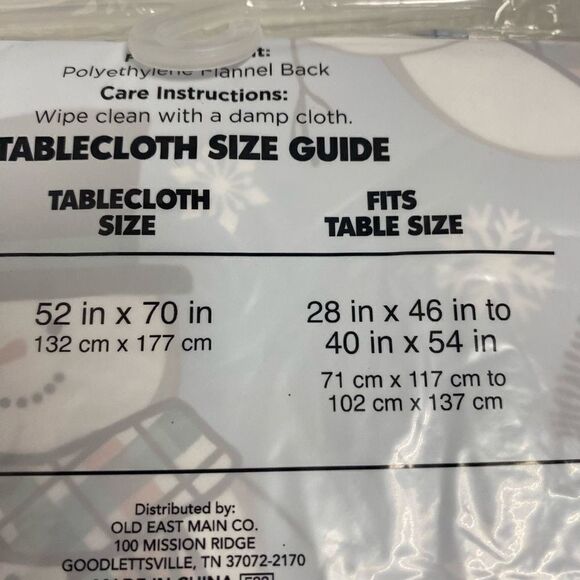 Polyethylene Flannel Back
Care Instructions:
Wipe clean with a damp cloth.
TABLECLOTH SIZE GUIDE
TABLECLOTH
SIZE
FITS
TABLE SIZE
52 in x 70 in
132 cm x 177 cm
28 in x 46 in to
40 in x 54 in
71 cm x 117 cm to
102 cm x 137 cm
Distributed by:
OLD EAST MAIN CO.
100 MISSION RIDGE
GOODLETTSVILLE, TN 37072-2170
MADE IN CHINA